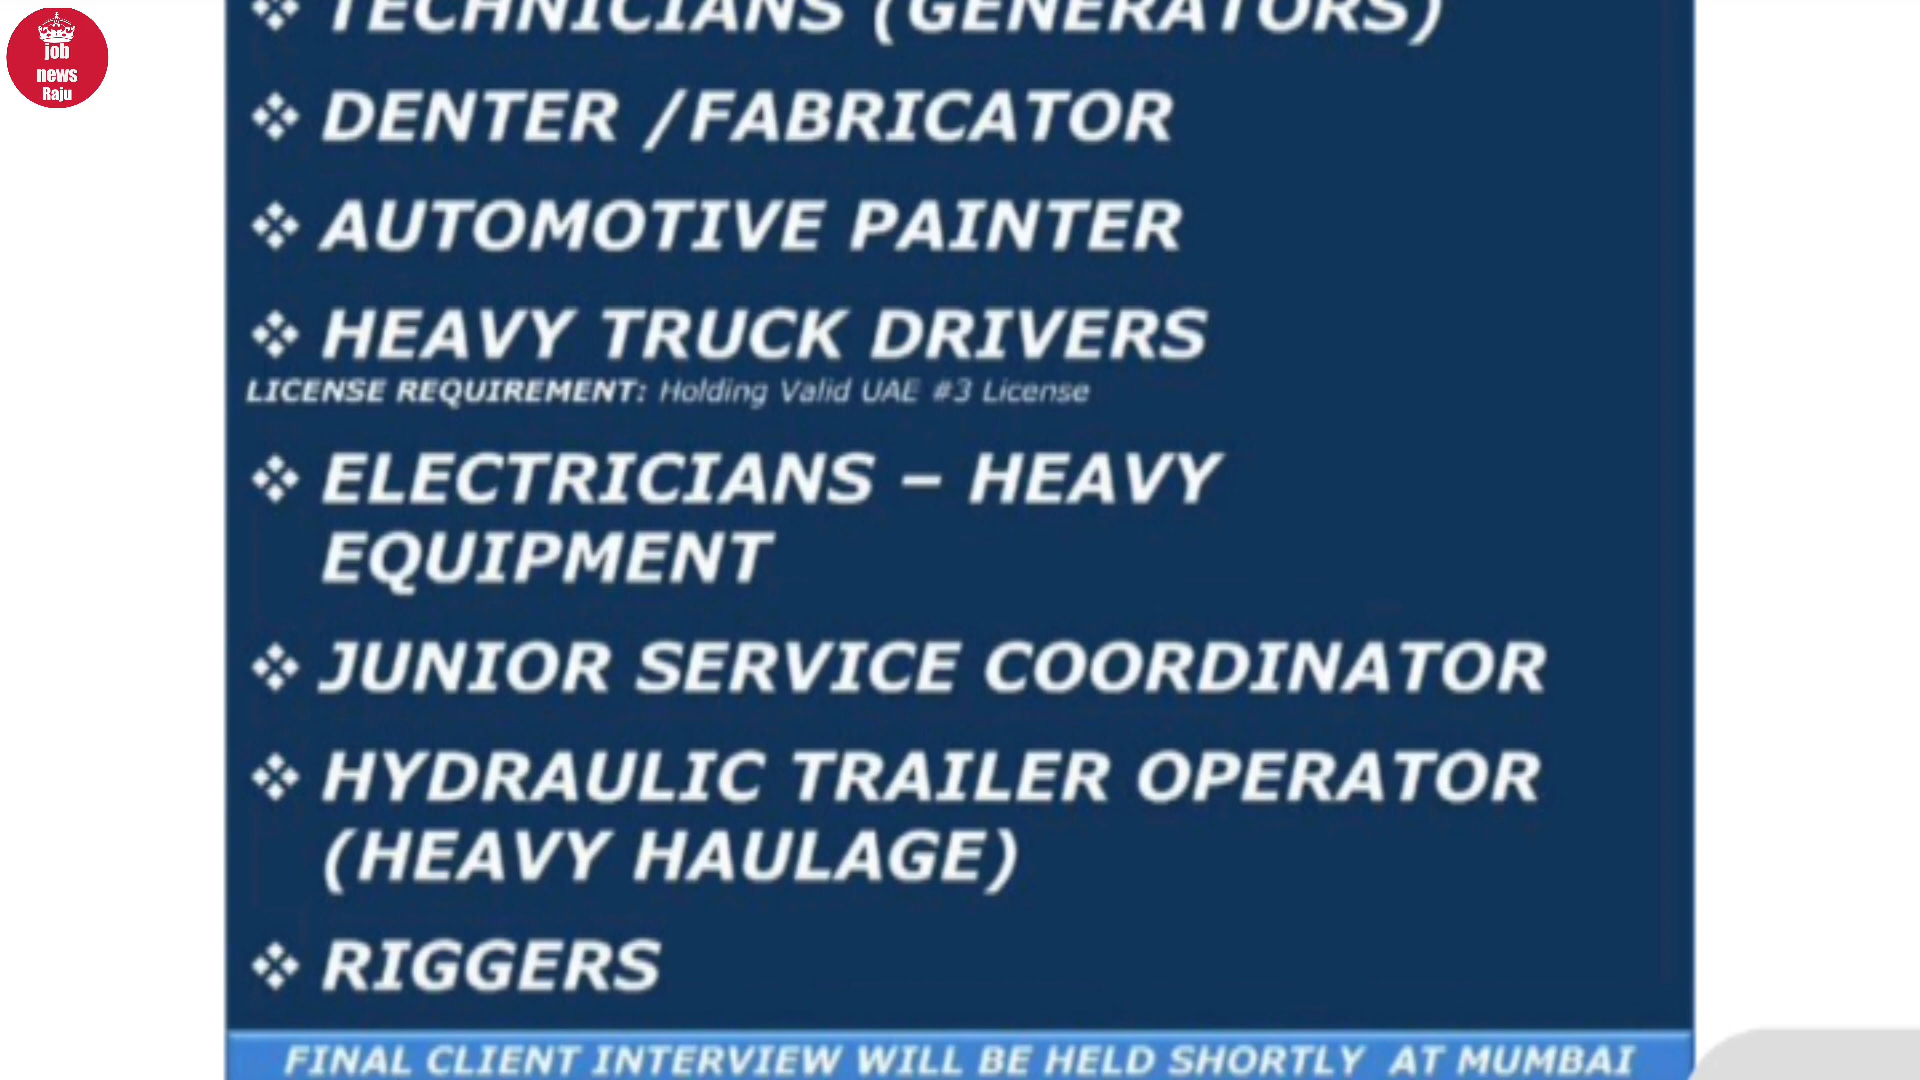 job
news
Raju
❖ TECHNICIANS (GENERATORS)
❖ DENTER /FABRICATOR
❖ AUTOMOTIVE PAINTER
❖ HEAVY TRUCK DRIVERS
LICENSE REQUIREMENT: Holding Valid UAE #3 License
❖ ELECTRICIANS – HEAVY
EQUIPMENT
❖ JUNIOR SERVICE COORDINATOR
❖ HYDRAULIC TRAILER OPERATOR
(HEAVY HAULAGE)
❖ RIGGERS
FINAL CLIENT INTERVIEW WILL BE HELD SHORTLY AT MUMBAI